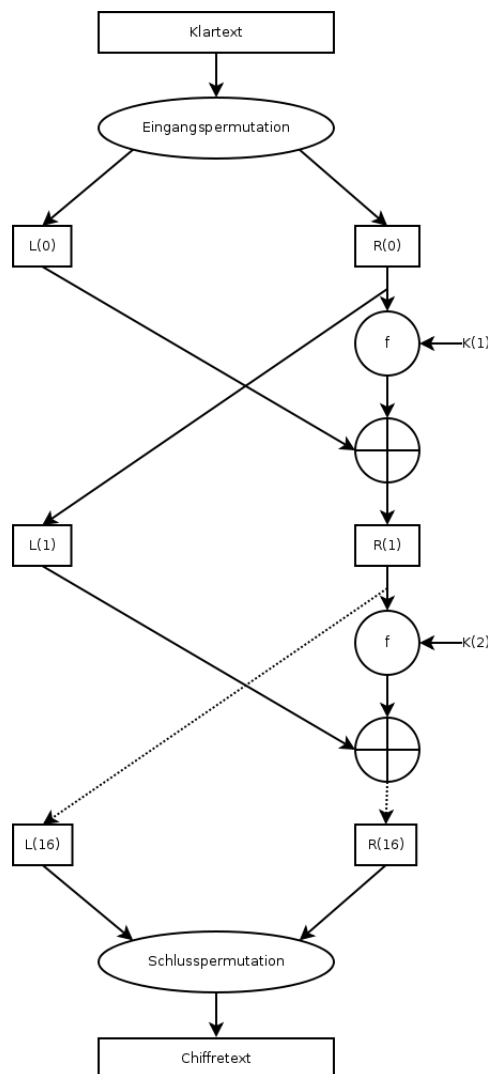 Klartext
Eingangspermutation
L(0)
R(0)
f
K(1)
L(1)
R(1)
f
K(2)
L(16)
R(16)
Schlusspermutation
Chiffretext